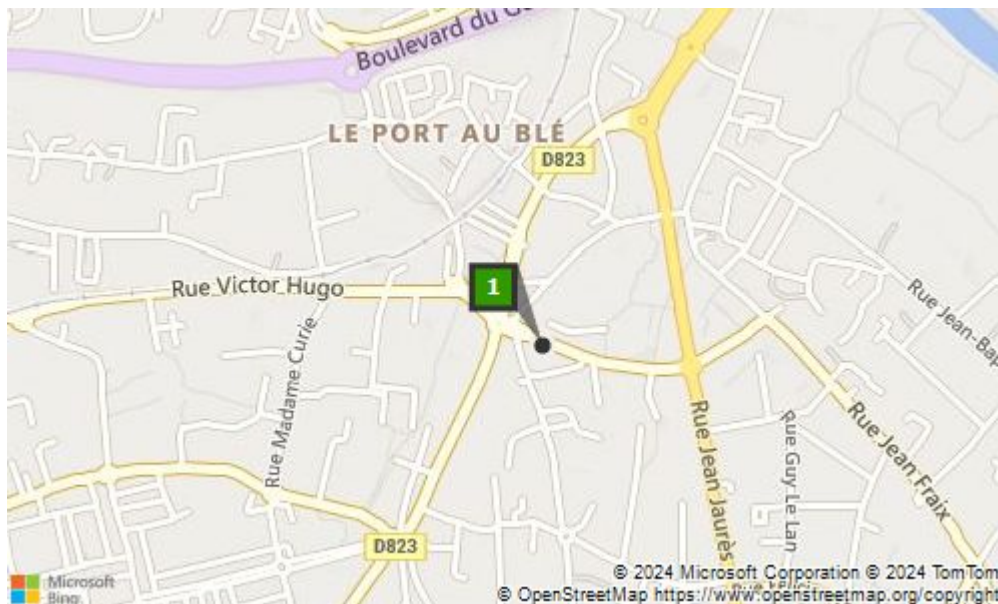 Boulevard du
LE PORT AU BLÉ
D823
1
Rue Victor Hugo
Rue Madame Curie
Rue Jean-Bap
Rue Jean Jaurès
Rue Guy Le Lan
Rue Jean Fraix
D823
Microsoft
Bing
© 2024 Microsoft Corporation © 2024 TomTom
© OpenStreetMap https://www.openstreetmap.org/copyright